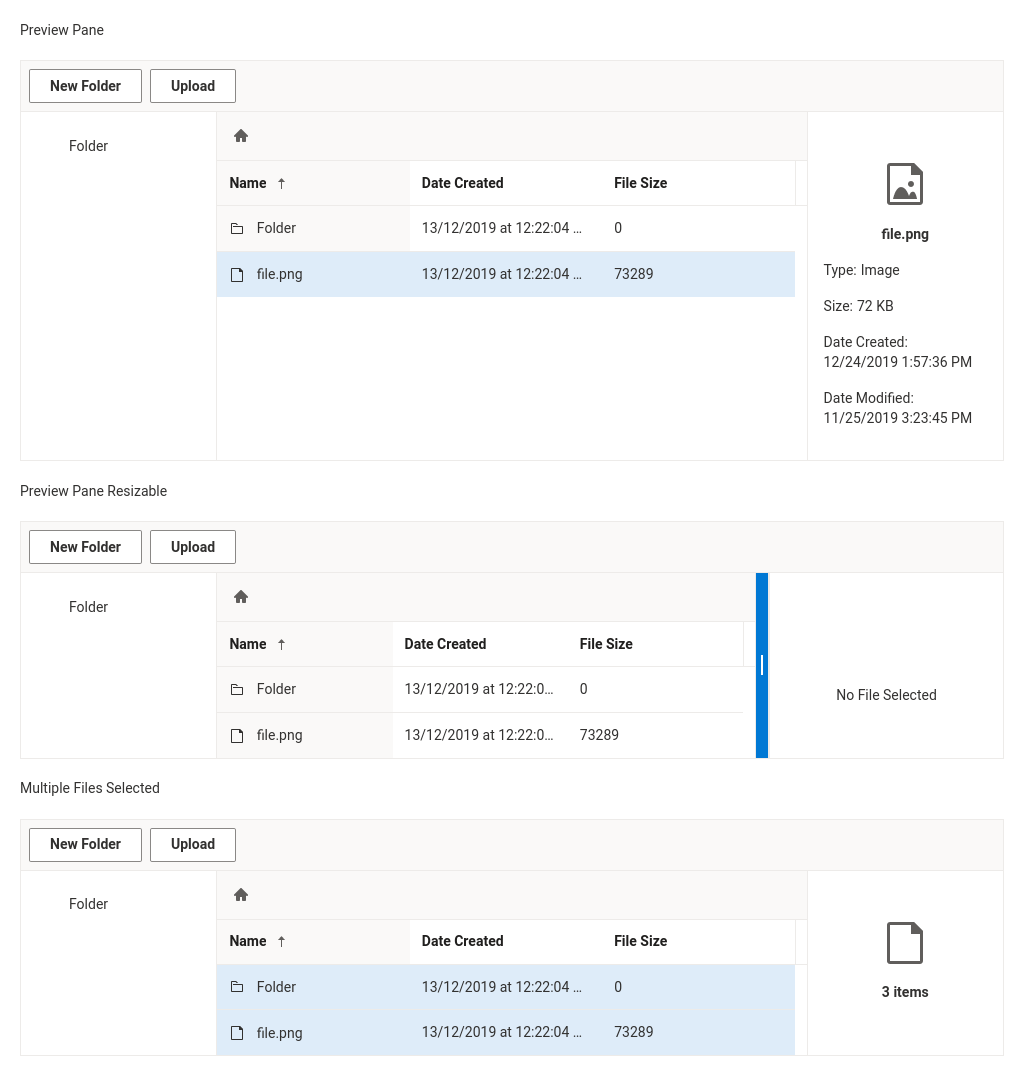 Preview Pane
New Folder Upload
Folder
Name Date Created File Size
Folder 13/12/2019 at 12:22:04 ... 0
file.png 13/12/2019 at 12:22:04 ... 73289
file.png
Type: Image
Size: 72 KB
Date Created:
12/24/2019 1:57:36 PM
Date Modified:
11/25/2019 3:23:45 PM
Preview Pane Resizable
New Folder Upload
Folder
Name Date Created File Size
Folder 13/12/2019 at 12:22:0... 0
file.png 13/12/2019 at 12:22:0... 73289
No File Selected
Multiple Files Selected
New Folder Upload
Folder
Name Date Created File Size
Folder 13/12/2019 at 12:22:04 ... 0
file.png 13/12/2019 at 12:22:04 ... 73289
3 items